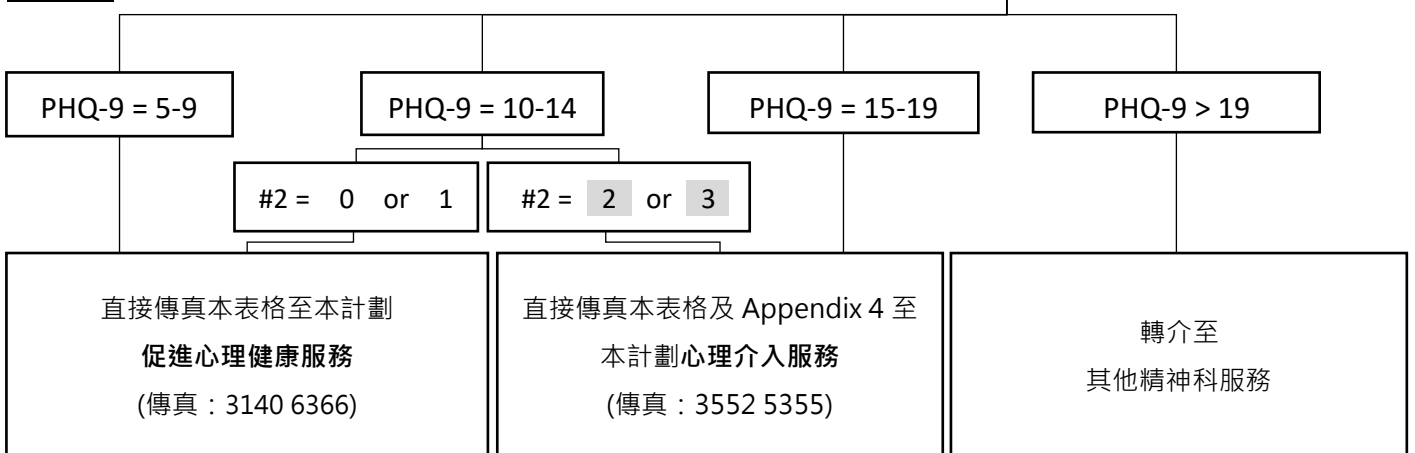 PHQ-9 = 5-9
PHQ-9 = 10-14
PHQ-9 = 15-19
PHQ-9 > 19
#2 = 0 or 1
#2 = 2 or 3
直接傳真本表格至本計劃
促進心理健康服務
(傳真：3140 6366)
直接傳真本表格及 Appendix 4 至
本計劃心理介入服務
(傳真：3552 5355)
轉介至
其他精神科服務